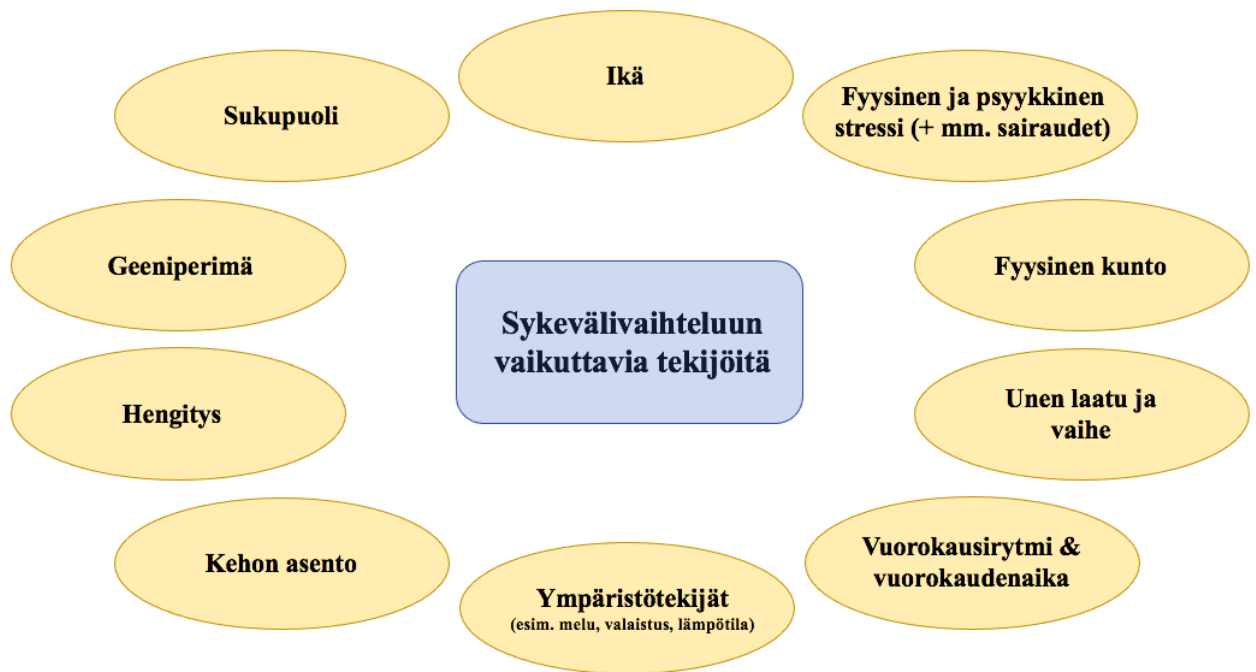 Ikä
Sukupuoli
Fyysinen ja psyykkinen
stressi (+ mm. sairaudet)
Geeniperimä
Fyysinen kunto
Sykevälivaihteluun
vaikuttavia tekijöitä
Hengitys
Unen laatu ja
vaihe
Kehon asento
Vuorokausirytmi &
vuorokaudenaika
Ympäristötekijät
(esim. melu, valaistus, lämpötila)